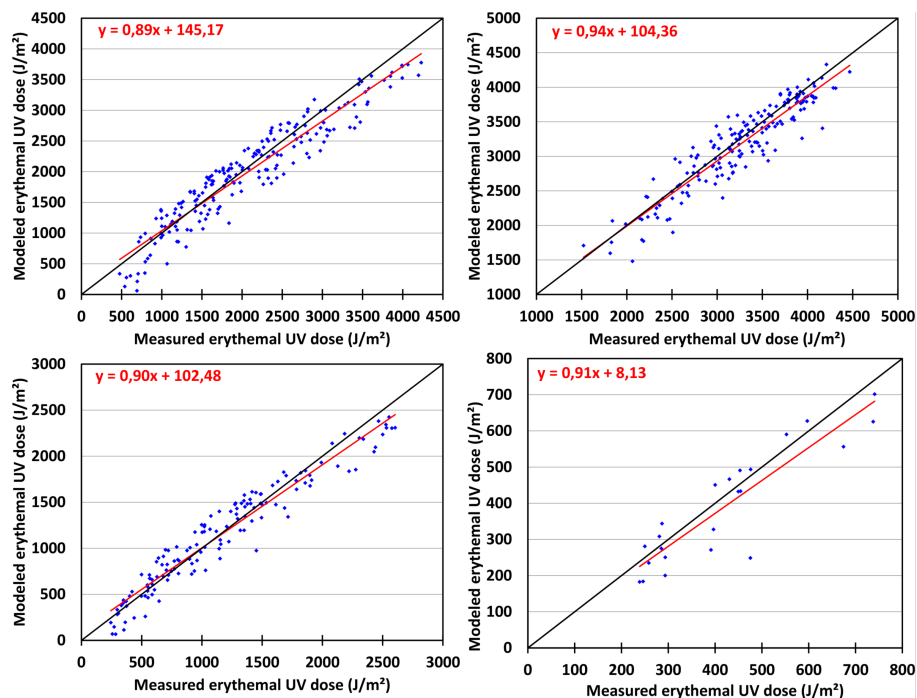 y = 0,89x + 145,17
Modeled erythemal UV dose (J/m²)
4500
4000
3500
3000
2500
2000
1500
1000
500
0
0 500 1000 1500 2000 2500 3000 3500 4000 4500
Measured erythemal UV dose (J/m²)
y = 0,94x + 104,36
Modeled erythemal UV dose (J/m²)
5000
4500
4000
3500
3000
2500
2000
1500
1000
1000 1500 2000 2500 3000 3500 4000 4500 5000
Measured erythemal UV dose (J/m²)
y = 0,90x + 102,48
Modeled erythemal UV dose (J/m²)
3000
2500
2000
1500
1000
500
0
0 500 1000 1500 2000 2500 3000
Measured erythemal UV dose (J/m²)
y = 0,91x + 8,13
Modeled erythemal UV dose (J/m²)
800
700
600
500
400
300
200
100
0
0 100 200 300 400 500 600 700 800
Measured erythemal UV dose (J/m²)